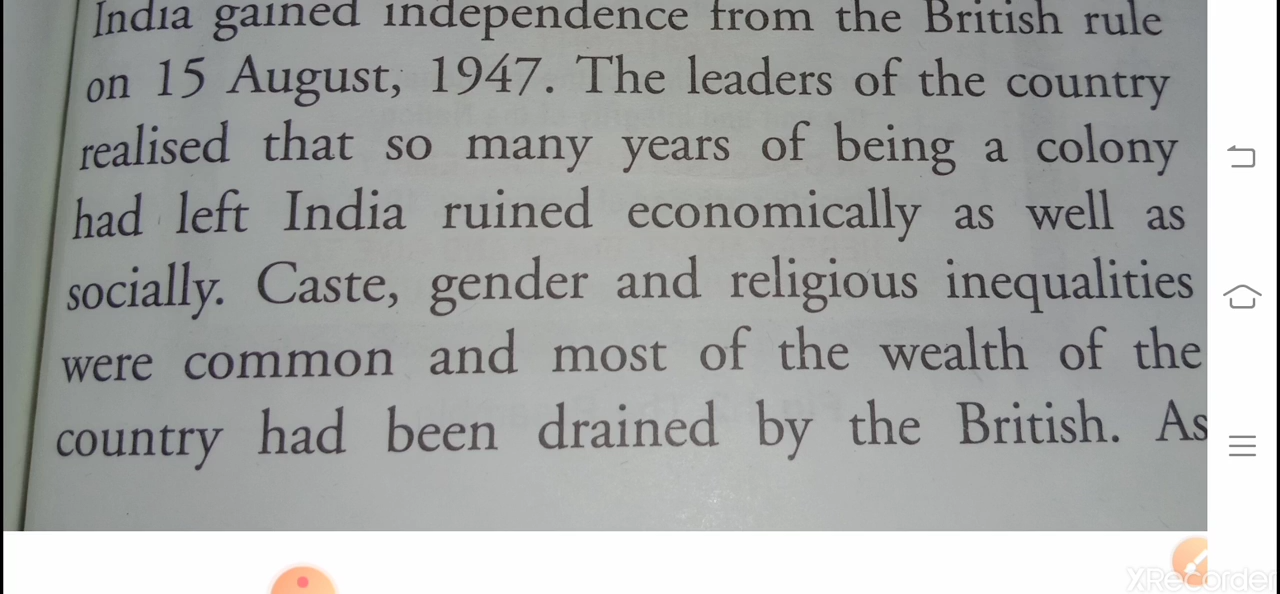 India gained independence from the British rule
on 15 August, 1947. The leaders of the country
realised that so many years of being a colony
had left India ruined economically as well as
socially. Caste, gender and religious inequalities
were common and most of the wealth of the
country had been drained by the British. As
XRecorder